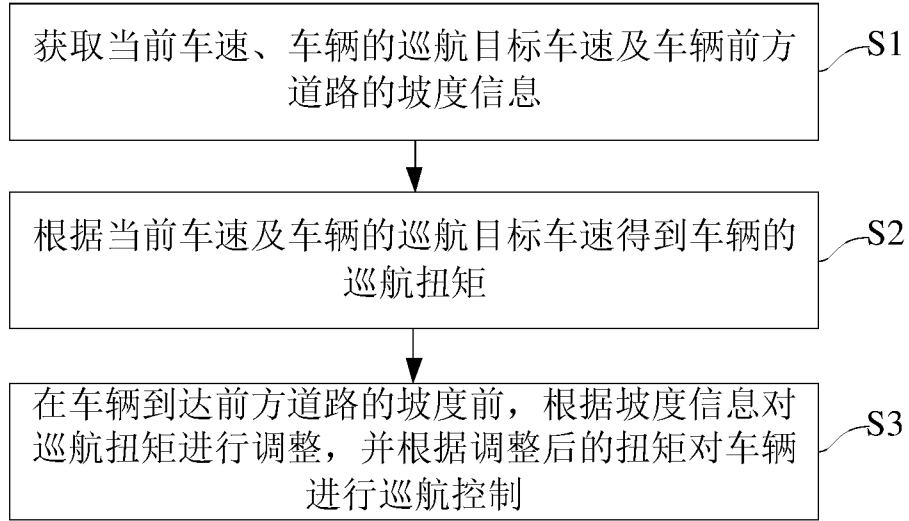 获取当前车速、车辆的巡航目标车速及车辆前方
道路的坡度信息
S1
根据当前车速及车辆的巡航目标车速得到车辆的
巡航扭矩
S2
在车辆到达前方道路的坡度前，根据坡度信息对
巡航扭矩进行调整，并根据调整后的扭矩对车辆
进行巡航控制
S3